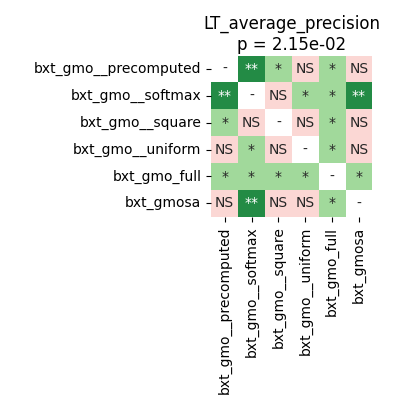 LT_average_precision
p = 2.15e-02
bxt_gmo__precomputed - ** * NS * NS
bxt_gmo__softmax ** - NS * * **
bxt_gmo__square * NS - NS * NS
bxt_gmo__uniform NS * NS - * NS
bxt_gmo_full * * * * - *
bxt_gmosa NS ** NS NS * -
bxt_gmo__precomputed
bxt_gmo__softmax
bxt_gmo__square
bxt_gmo__uniform
bxt_gmo_full
bxt_gmosa